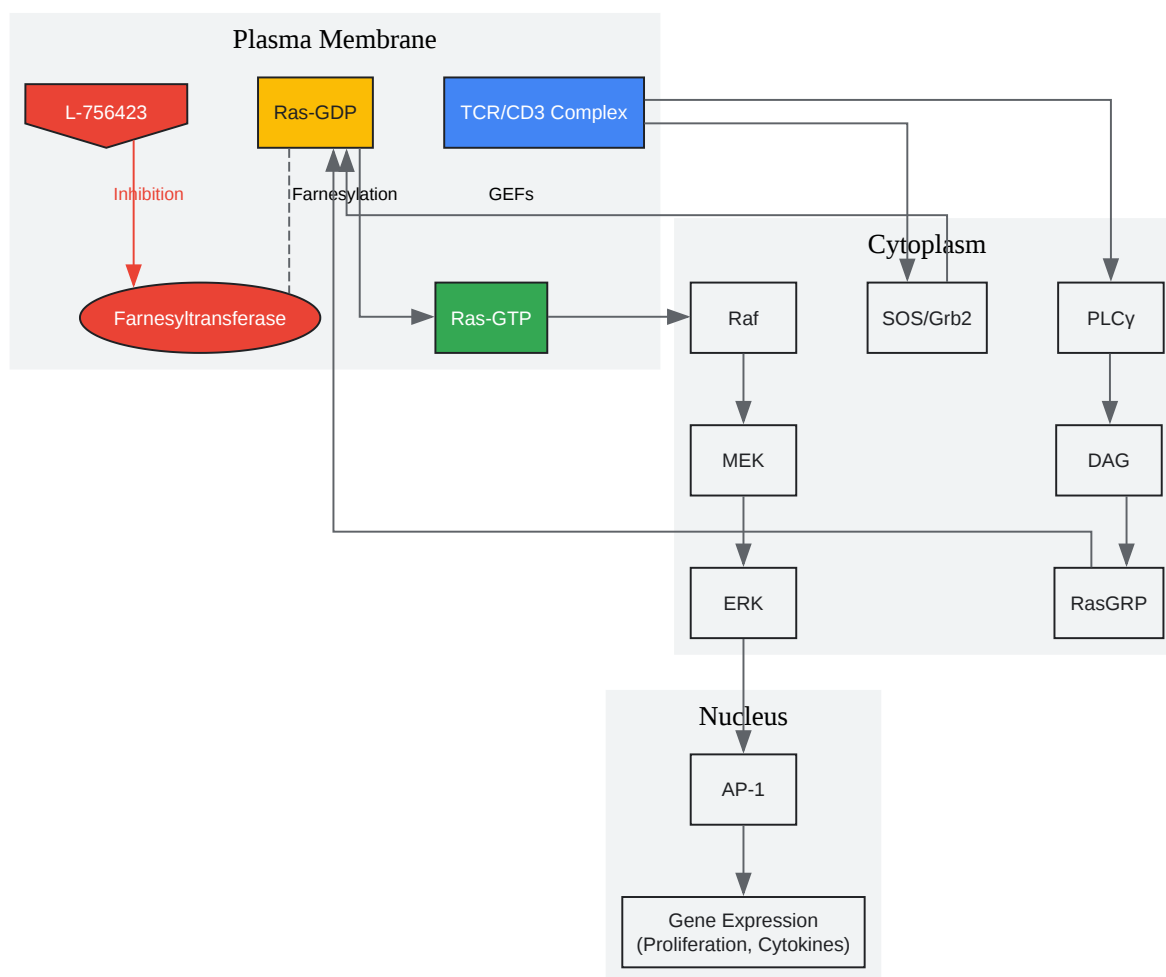 Plasma Membrane
L-756423
Ras-GDP
TCR/CD3 Complex
Inhibition
Farnesylation
GEFs
Cytoplasm
Farnesyltransferase
Ras-GTP
Raf
SOS/Grb2
PLCγ
MEK
DAG
ERK
RasGRP
Nucleus
AP-1
Gene Expression
(Proliferation, Cytokines)